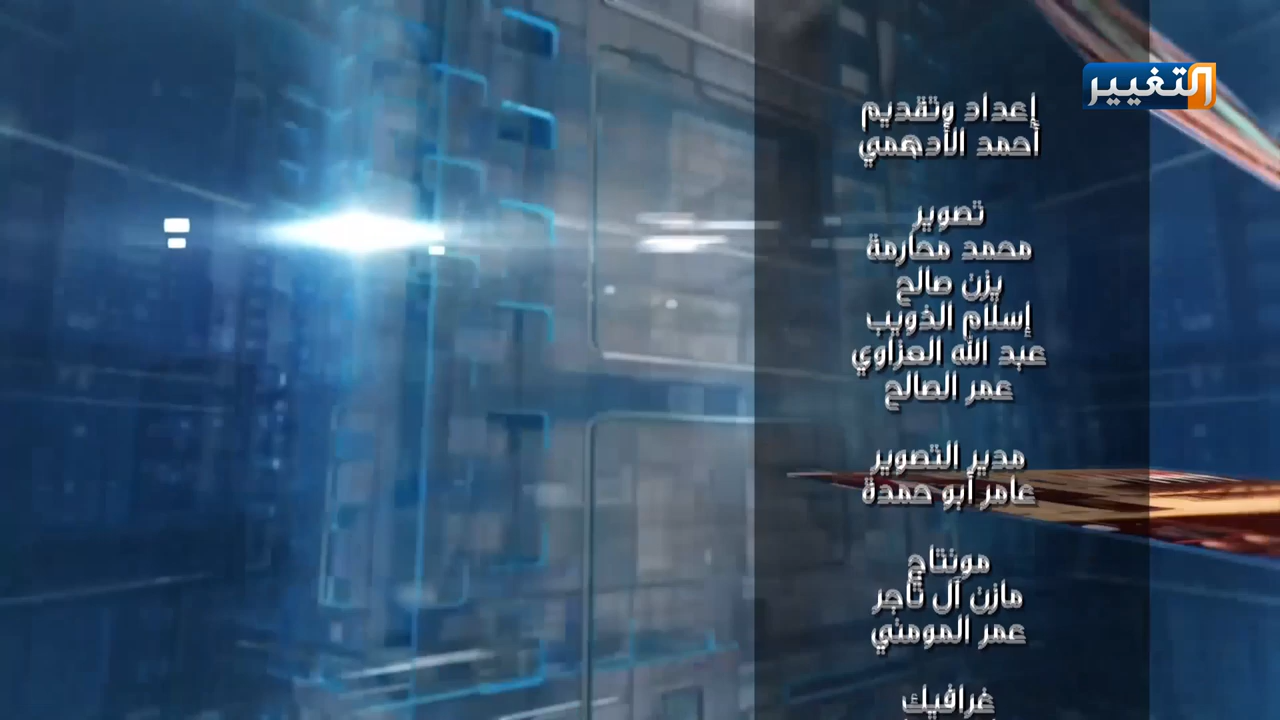 التغيير
إعداد وتقديم
أحمد الأدهمي
تصوير
محمد محارمة
يزن صالح
إسلام الذويب
عبد الله العزاوي
عمر الصالح
مدير التصوير
عامر أبو حمدة
مونتاج
مازن آل تاجر
عمر المومني
غرافيك